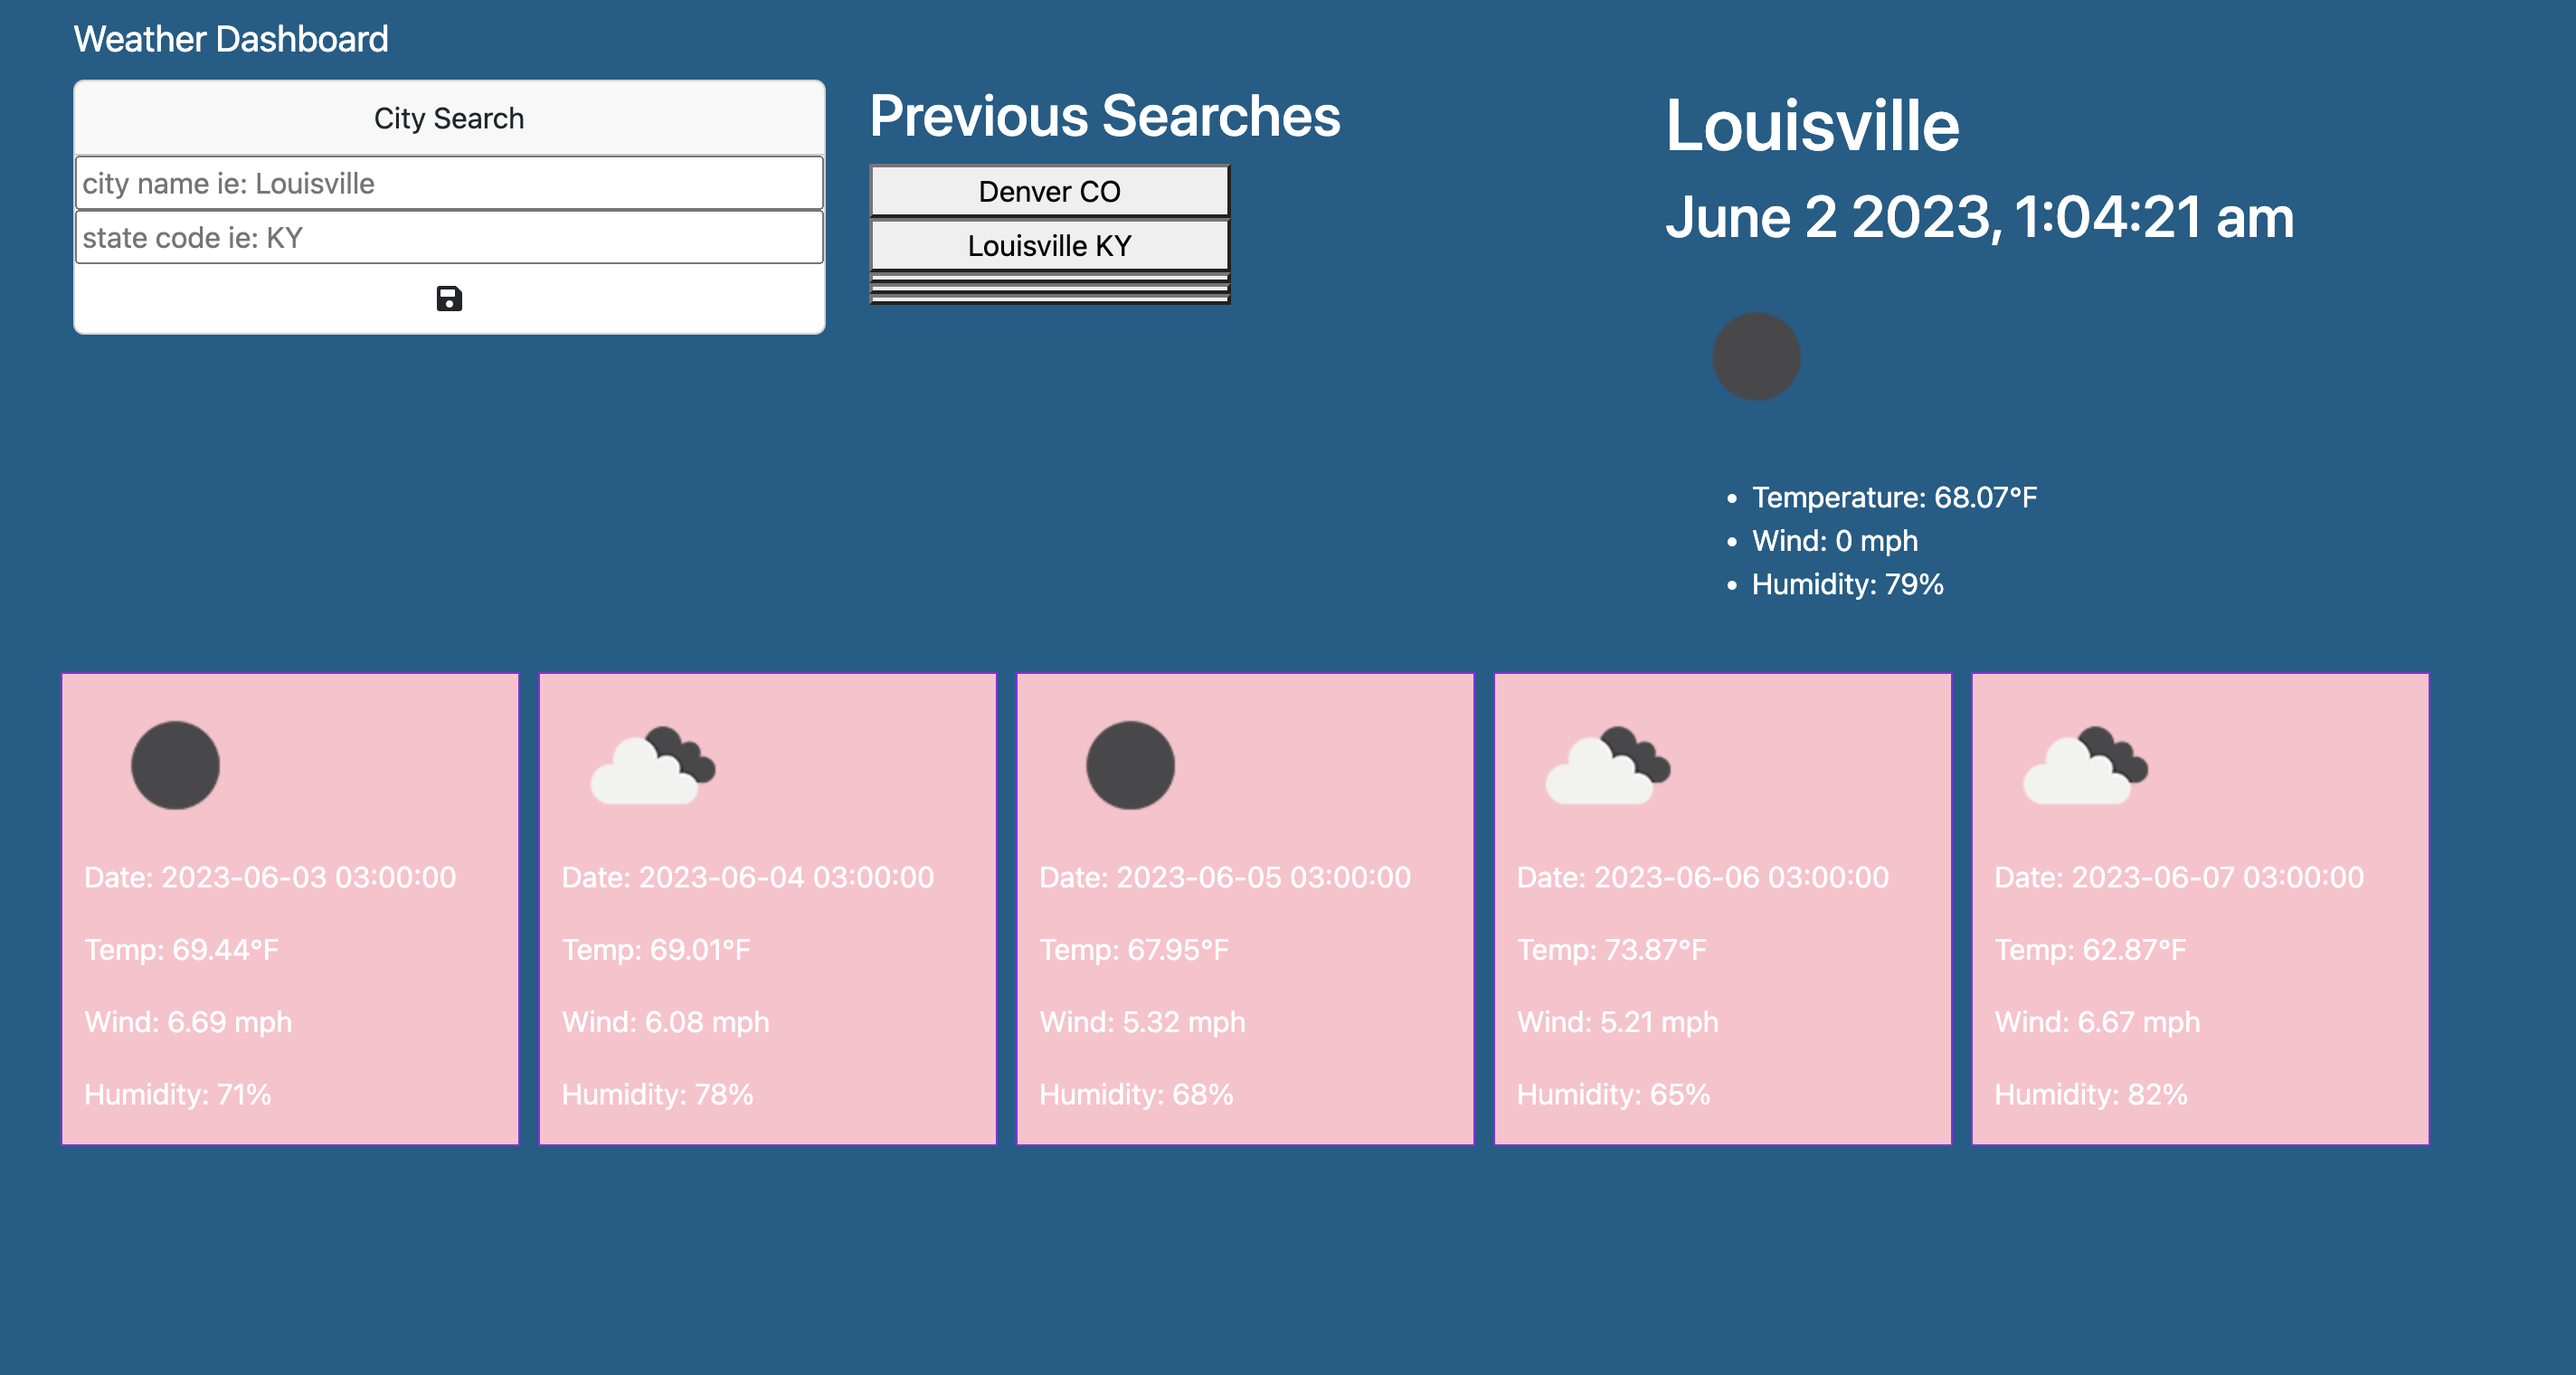 Weather Dashboard
City Search
city name ie: Louisville
state code ie: KY
Previous Searches
Denver CO
Louisville KY
Louisville
June 2 2023, 1:04:21 am
Temperature: 68.07°F
Wind: 0 mph
Humidity: 79%
Date: 2023-06-03 03:00:00
Temp: 69.44°F
Wind: 6.69 mph
Humidity: 71%
Date: 2023-06-04 03:00:00
Temp: 69.01°F
Wind: 6.08 mph
Humidity: 78%
Date: 2023-06-05 03:00:00
Temp: 67.95°F
Wind: 5.32 mph
Humidity: 68%
Date: 2023-06-06 03:00:00
Temp: 73.87°F
Wind: 5.21 mph
Humidity: 65%
Date: 2023-06-07 03:00:00
Temp: 62.87°F
Wind: 6.67 mph
Humidity: 82%